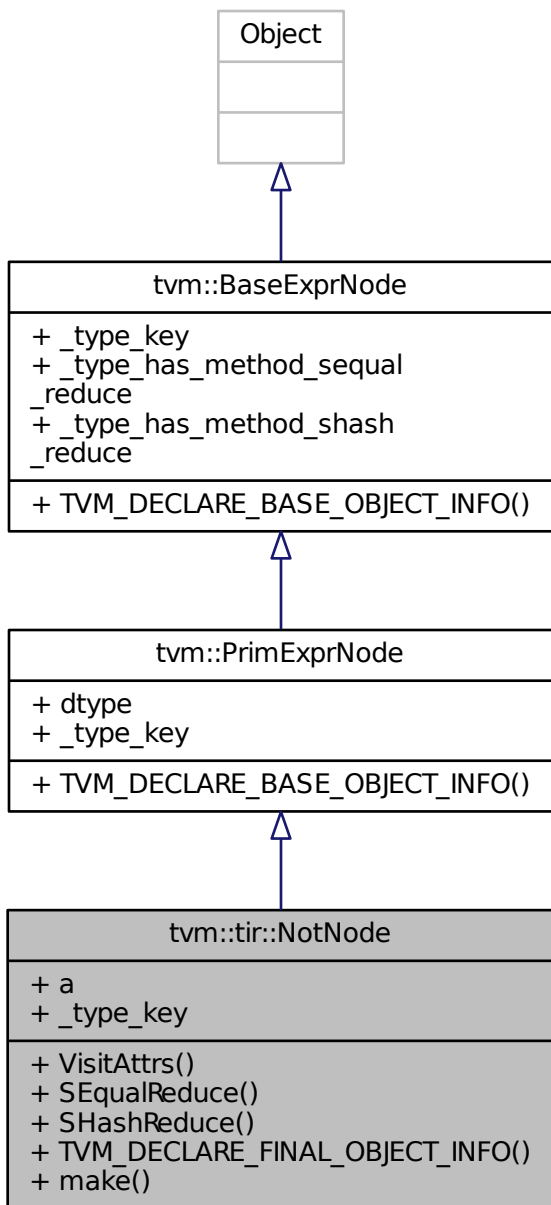 Object
tvm::BaseExprNode
+ _type_key
+ _type_has_method_sequal
_reduce
+ _type_has_method_shash
_reduce
+ TVM_DECLARE_BASE_OBJECT_INFO()
tvm::PrimExprNode
+ dtype
+ _type_key
+ TVM_DECLARE_BASE_OBJECT_INFO()
tvm::tir::NotNode
+ a
+ _type_key
+ VisitAttrs()
+ SEqualReduce()
+ SHashReduce()
+ TVM_DECLARE_FINAL_OBJECT_INFO()
+ make()